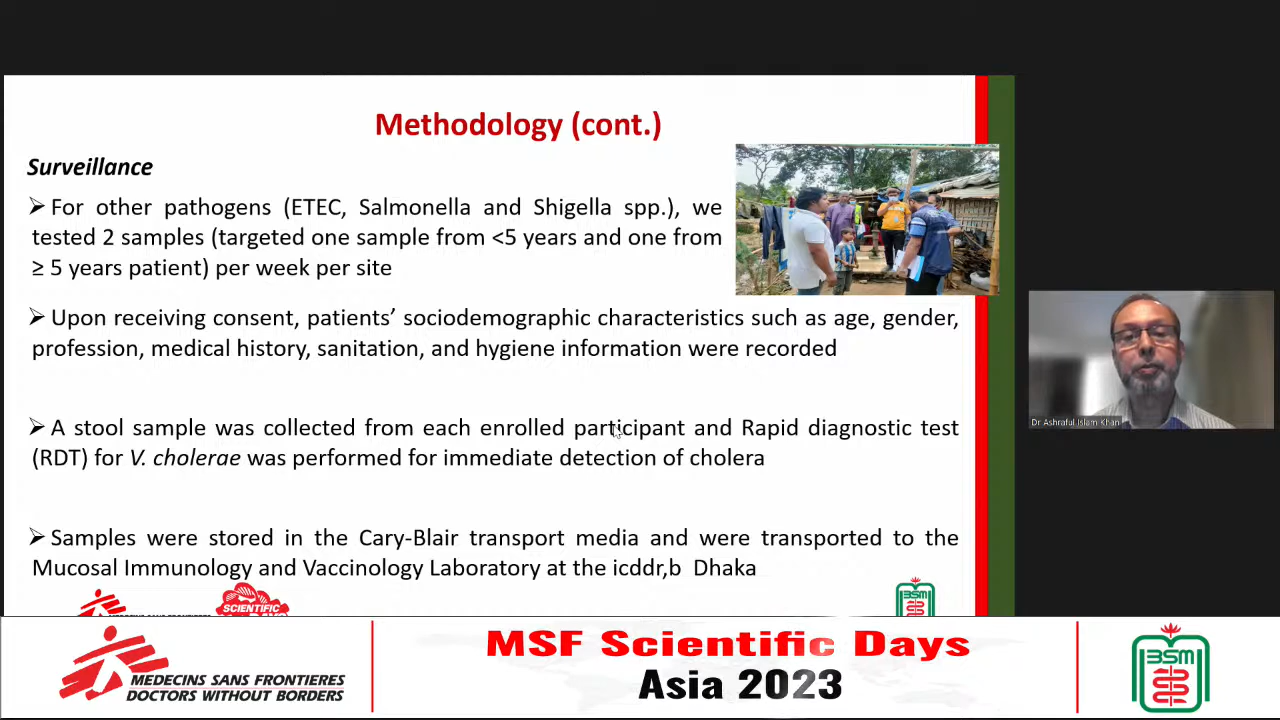 Methodology (cont.)
Surveillance
➢ For other pathogens (ETEC, Salmonella and Shigella spp.), we
tested 2 samples (targeted one sample from <5 years and one from
≥ 5 years patient) per week per site
➢ Upon receiving consent, patients’ sociodemographic characteristics such as age, gender,
profession, medical history, sanitation, and hygiene information were recorded
➢ A stool sample was collected from each enrolled participant and Rapid diagnostic test
(RDT) for V. cholerae was performed for immediate detection of cholera
➢ Samples were stored in the Cary-Blair transport media and were transported to the
Mucosal Immunology and Vaccinology Laboratory at the icddr,b Dhaka
Dr Ashraful Islam Khan
SCIENTIFIC
BSM
MEDECINS SANS FRONTIERES
DOCTORS WITHOUT BORDERS
MSF Scientific Days
Asia 2023
BSM